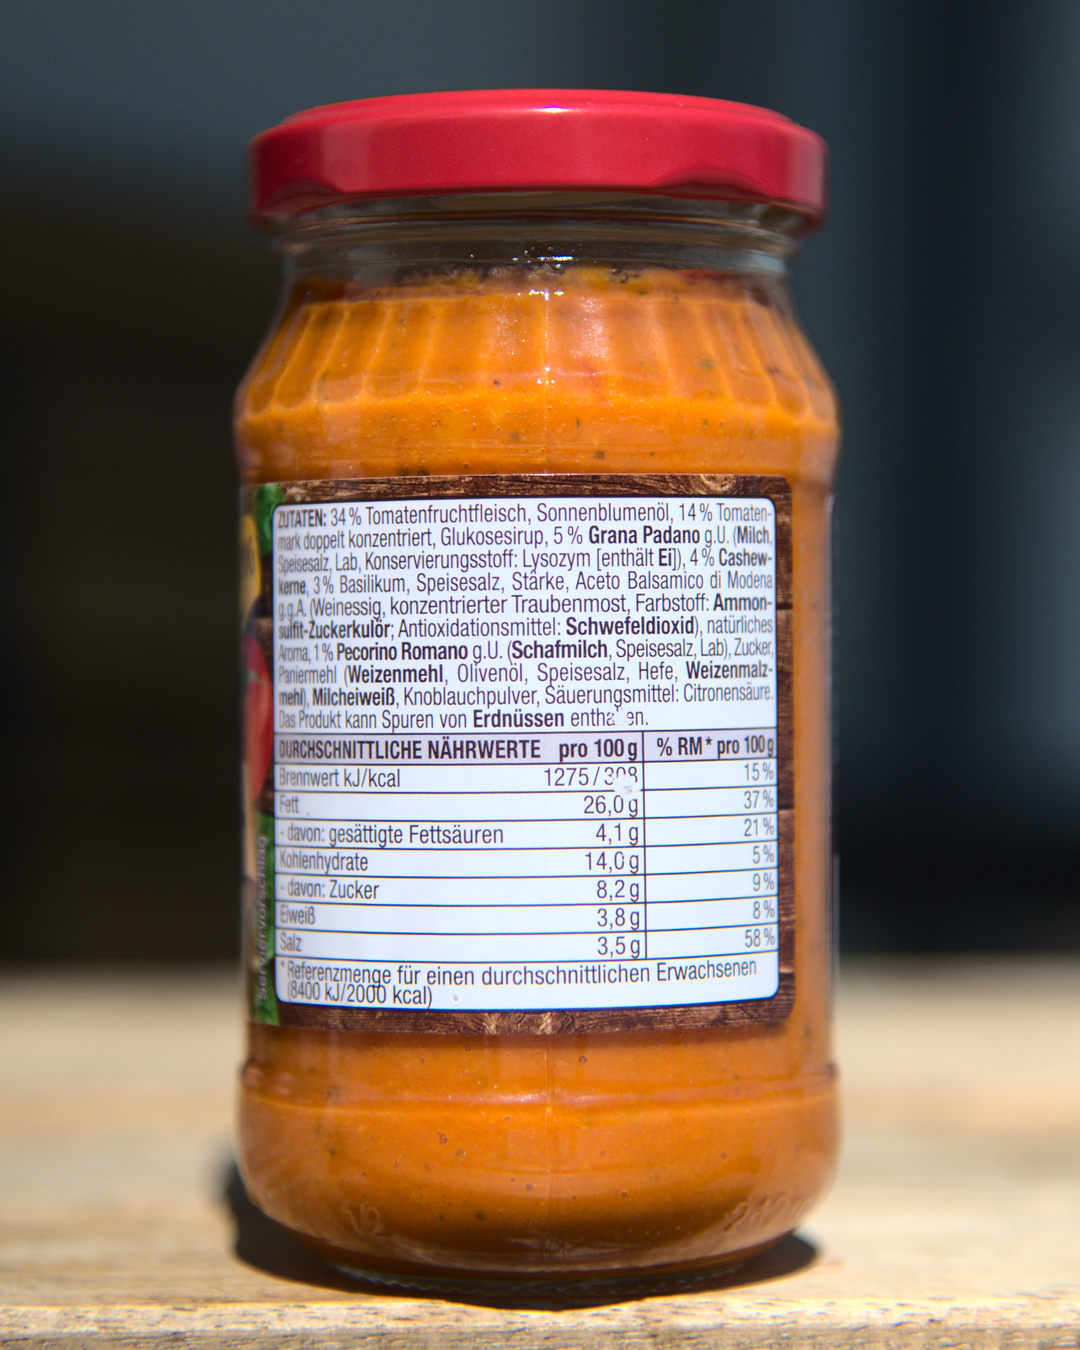 ZUTATEN: 34 % Tomatenfruchtfleisch, Sonnenblumenöl, 14 % Tomaten-
mark doppelt konzentriert, Glukosesirup, 5 % Grana Padano g.U. (Milch,
Speisesalz, Lab, Konservierungsstoff: Lysozym [enthält Ei]), 4 % Cashew-
kerne, 3 % Basilikum, Speisesalz, Stärke, Aceto Balsamico di Modena
g.g.A. (Weinessig, konzentrierter Traubenmost, Farbstoff: Ammon-
sulfit-Zuckerkulör; Antioxidationsmittel: Schwefeldioxid), natürliches
Aroma, 1 % Pecorino Romano g.U. (Schafmilch, Speisesalz, Lab), Zucker,
Paniermehl (Weizenmehl, Olivenöl, Speisesalz, Hefe, Weizenmalz-
mehl), Milcheiweiß, Knoblauchpulver, Säuerungsmittel: Citronensäure.
Das Produkt kann Spuren von Erdnüssen enthalten.
DURCHSCHNITTLICHE NÄHRWERTE pro 100 g % RM* pro 100 g
Brennwert kJ/kcal 1275/308 15 %
Fett 26,0 g 37 %
- davon: gesättigte Fettsäuren 4,1 g 21 %
Kohlenhydrate 14,0 g 5 %
- davon: Zucker 8,2 g 9 %
Eiweiß 3,8 g 8 %
Salz 3,5 g 58 %
* Referenzmenge für einen durchschnittlichen Erwachsenen
(8400 kJ/2000 kcal)
Serviervorschlag